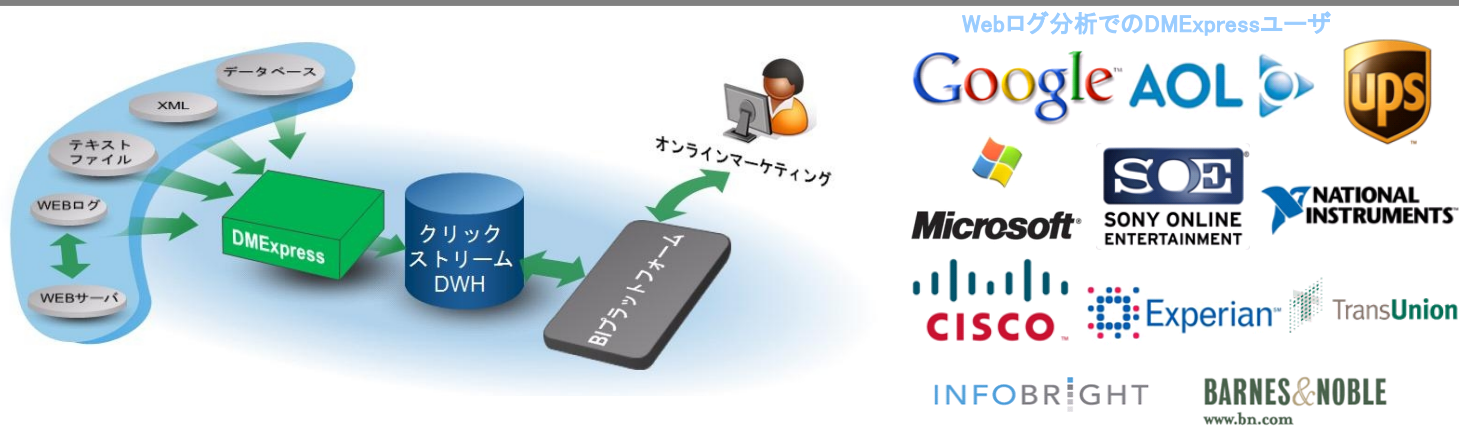 Webログ分析でのDMExpressユーザ
データベース
XML
テキスト
ファイル
WEBログ
WEBサーバ
DMExpress
クリック
ストリーム
DWH
BIプラットフォーム
オンラインマーケティング
Google™
AOL
ups
Microsoft®
SOE
SONY ONLINE
ENTERTAINMENT
NATIONAL
INSTRUMENTS™
CISCO™
Experian℠
TransUnion
INFOBRIGHT
BARNES&NOBLE
www.bn.com